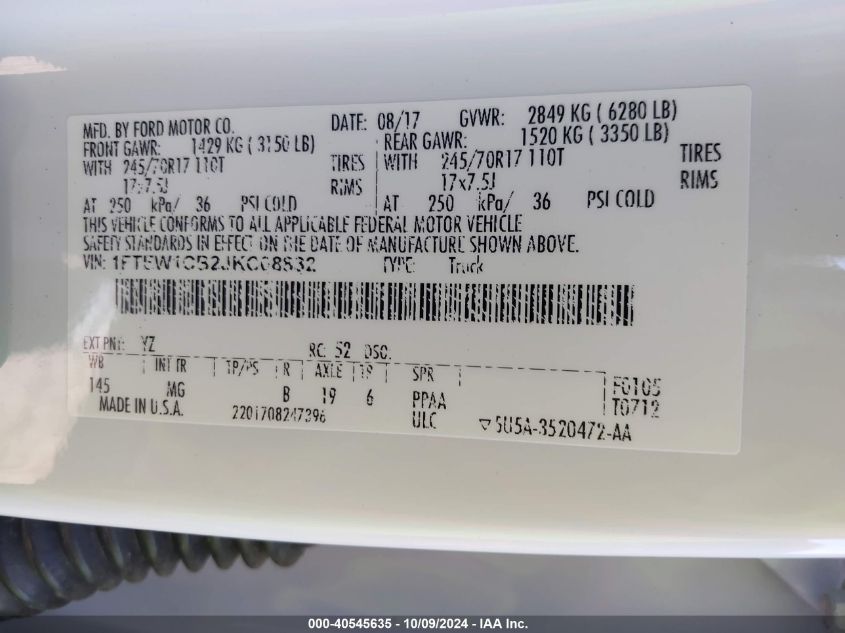 MFD. BY FORD MOTOR CO. DATE: 08/17 GVWR: 2849 KG ( 6280 LB)
FRONT GAWR: 1429 KG ( 3150 LB) REAR GAWR: 1520 KG ( 3350 LB)
WITH 245/70R17 110T TIRES WITH 245/70R17 110T TIRES
17x7.5J RIMS 17x7.5J RIMS
AT 250 kPa/ 36 PSI COLD AT 250 kPa/ 36 PSI COLD
THIS VEHICLE CONFORMS TO ALL APPLICABLE FEDERAL MOTOR VEHICLE
SAFETY STANDARDS IN EFFECT ON THE DATE OF MANUFACTURE SHOWN ABOVE.
VIN: TYPE: Truck
EXT PNT: YZ RC: 52 DSO:
WB INT TR TP/PS R AXLE TR SPR
145 MG B 19 6 PPAA F0105
MADE IN U.S.A. 2201708247396 ULC T0712
▽5U5A-3520472-AA
000-40545635 - 10/09/2024 - IAA Inc.